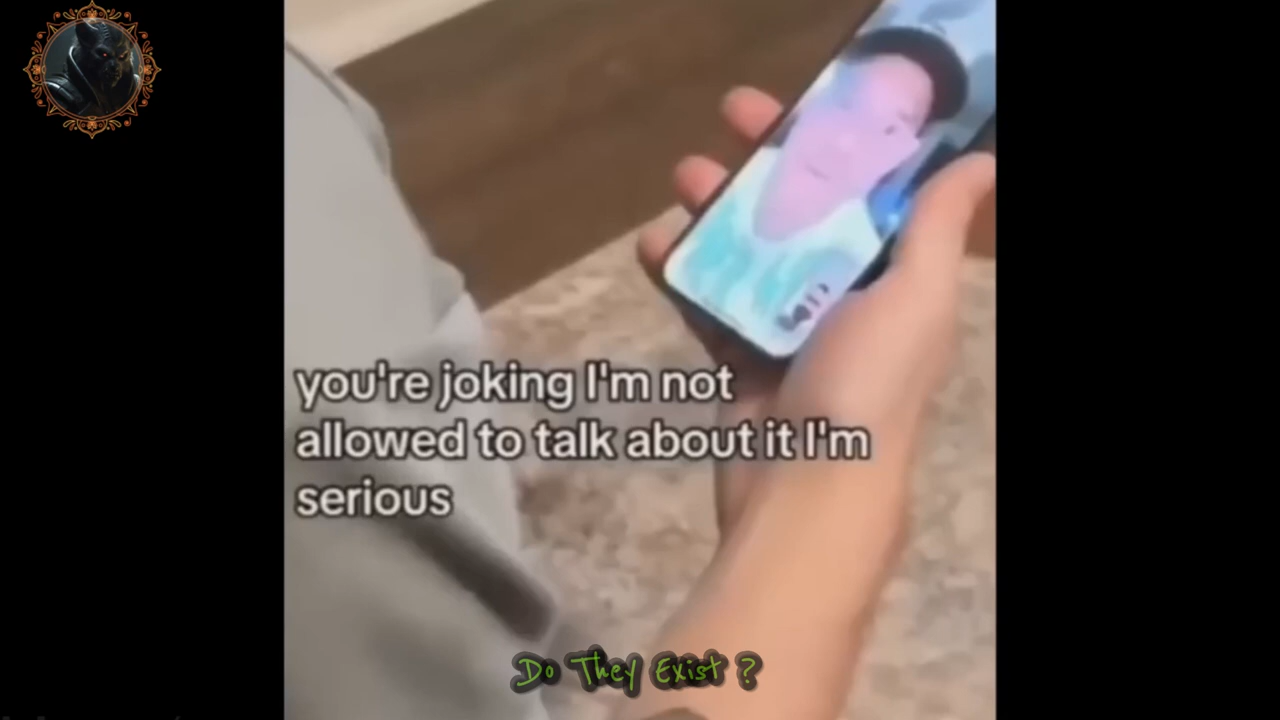 you're joking I'm not
allowed to talk about it I'm
serious
Do They Exist ?